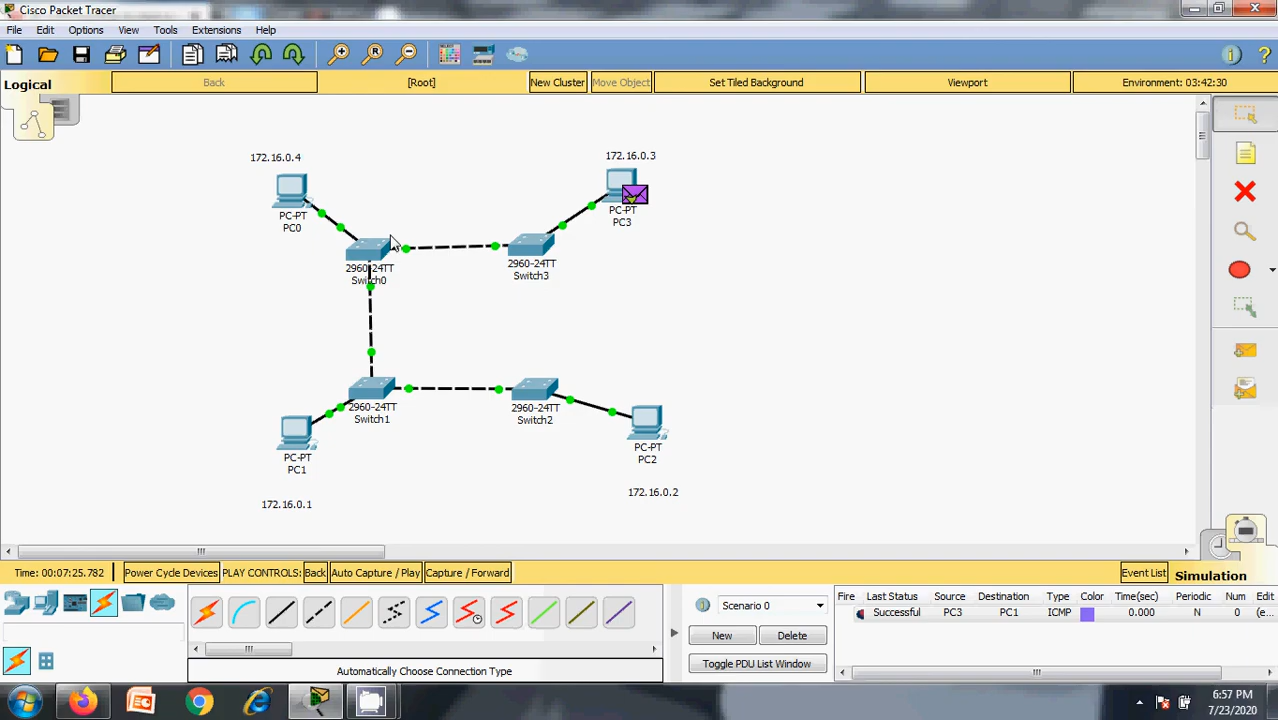 Cisco Packet Tracer
File Edit Options View Tools Extensions Help
Logical
Back
[Root]
New Cluster
Move Object
Set Tiled Background
Viewport
Environment: 03:42:30
172.16.0.4
172.16.0.3
PC-PT
PC0
PC-PT
PC3
2960-24TT
Switch0
2960-24TT
Switch3
2960-24TT
Switch1
2960-24TT
Switch2
PC-PT
PC1
PC-PT
PC2
172.16.0.1
172.16.0.2
Time: 00:07:25.782
Power Cycle Devices
PLAY CONTROLS:
Back
Auto Capture / Play
Capture / Forward
Event List
Simulation
Scenario 0
New
Delete
Toggle PDU List Window
Fire Last Status Source Destination Type Color Time(sec) Periodic Num Edit
Successful PC3 PC1 ICMP 0.000 N 0 (e...
Automatically Choose Connection Type
6:57 PM
7/23/2020